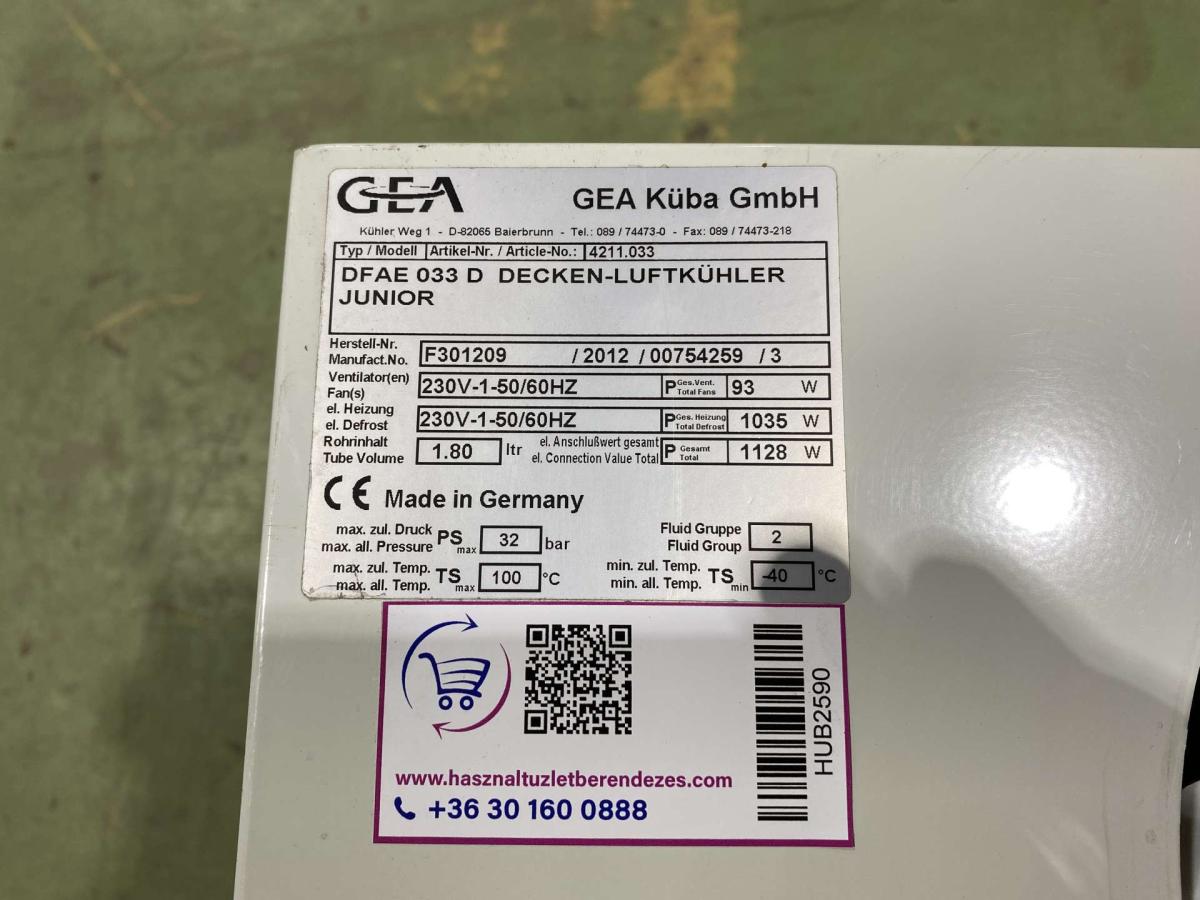 GEA GEA Küba GmbH
Kühler Weg 1 - D-82065 Baierbrunn - Tel.: 089 / 74473-0 - Fax: 089 / 74473-218
Typ / Modell Artikel-Nr. / Article-No.: 4211.033
DFAE 033 D DECKEN-LUFTKÜHLER
JUNIOR
Herstell-Nr.
Manufact.No. F301209 / 2012 / 00754259 / 3
Ventilator(en)
Fan(s) 230V-1-50/60HZ P Ges.Vent. Total Fans 93 W
el. Heizung
el. Defrost 230V-1-50/60HZ P Ges. Heizung Total Defrost 1035 W
Rohrinhalt
Tube Volume 1.80 ltr el. Anschlußwert gesamt el. Connection Value Total P Gesamt Total 1128 W
CE Made in Germany
max. zul. Druck
max. all. Pressure PS max 32 bar
Fluid Gruppe
Fluid Group 2
max. zul. Temp.
max. all. Temp. TS max 100 °C
min. zul. Temp.
min. all. Temp. TS min -40 °C
HUB2590
www.hasznaltuzletberendezes.com
+36 30 160 0888